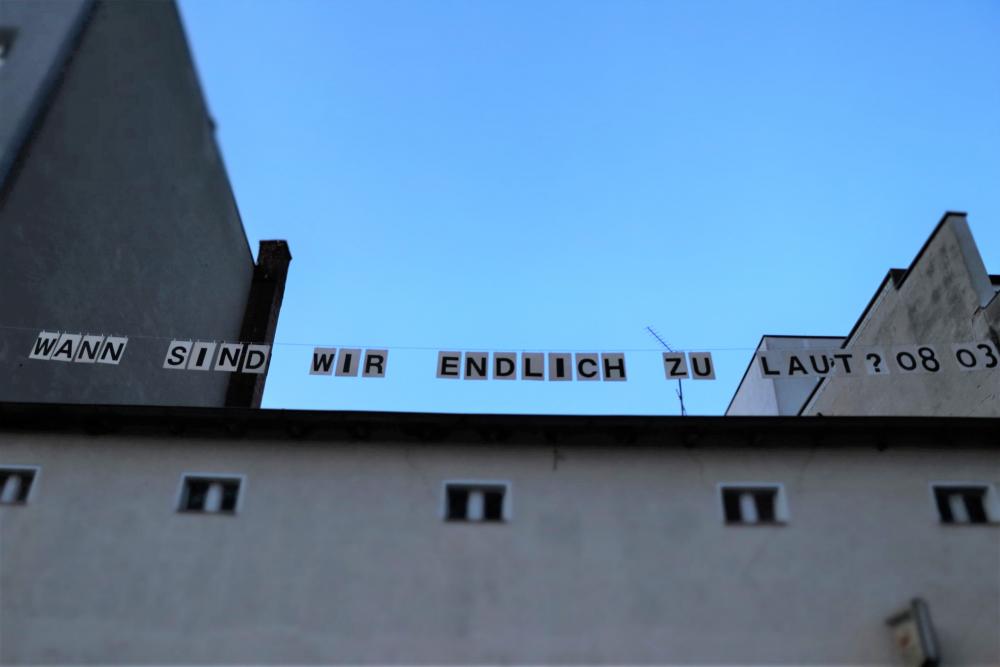 WANN SIND WIR ENDLICH ZU LAUT? 08 03